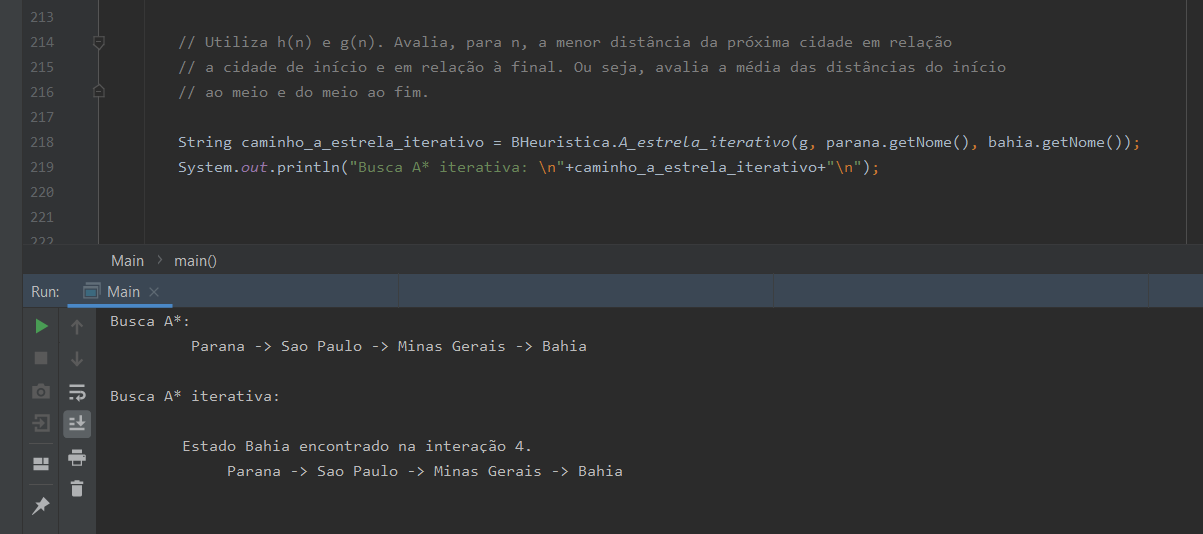 213
214 // Utiliza h(n) e g(n). Avalia, para n, a menor distância da próxima cidade em relação
215 // a cidade de início e em relação à final. Ou seja, avalia a média das distâncias do início
216 // ao meio e do meio ao fim.
217
218 String caminho_a_estrela_iterativo = BHeuristica.A_estrela_iterativo(g, parana.getNome(), bahia.getNome());
219 System.out.println("Busca A* iterativa: \n"+caminho_a_estrela_iterativo+"\n");
220
221
222
Main > main()
Run: Main ×
Busca A*:
Parana -> Sao Paulo -> Minas Gerais -> Bahia
Busca A* iterativa:
Estado Bahia encontrado na interação 4.
Parana -> Sao Paulo -> Minas Gerais -> Bahia